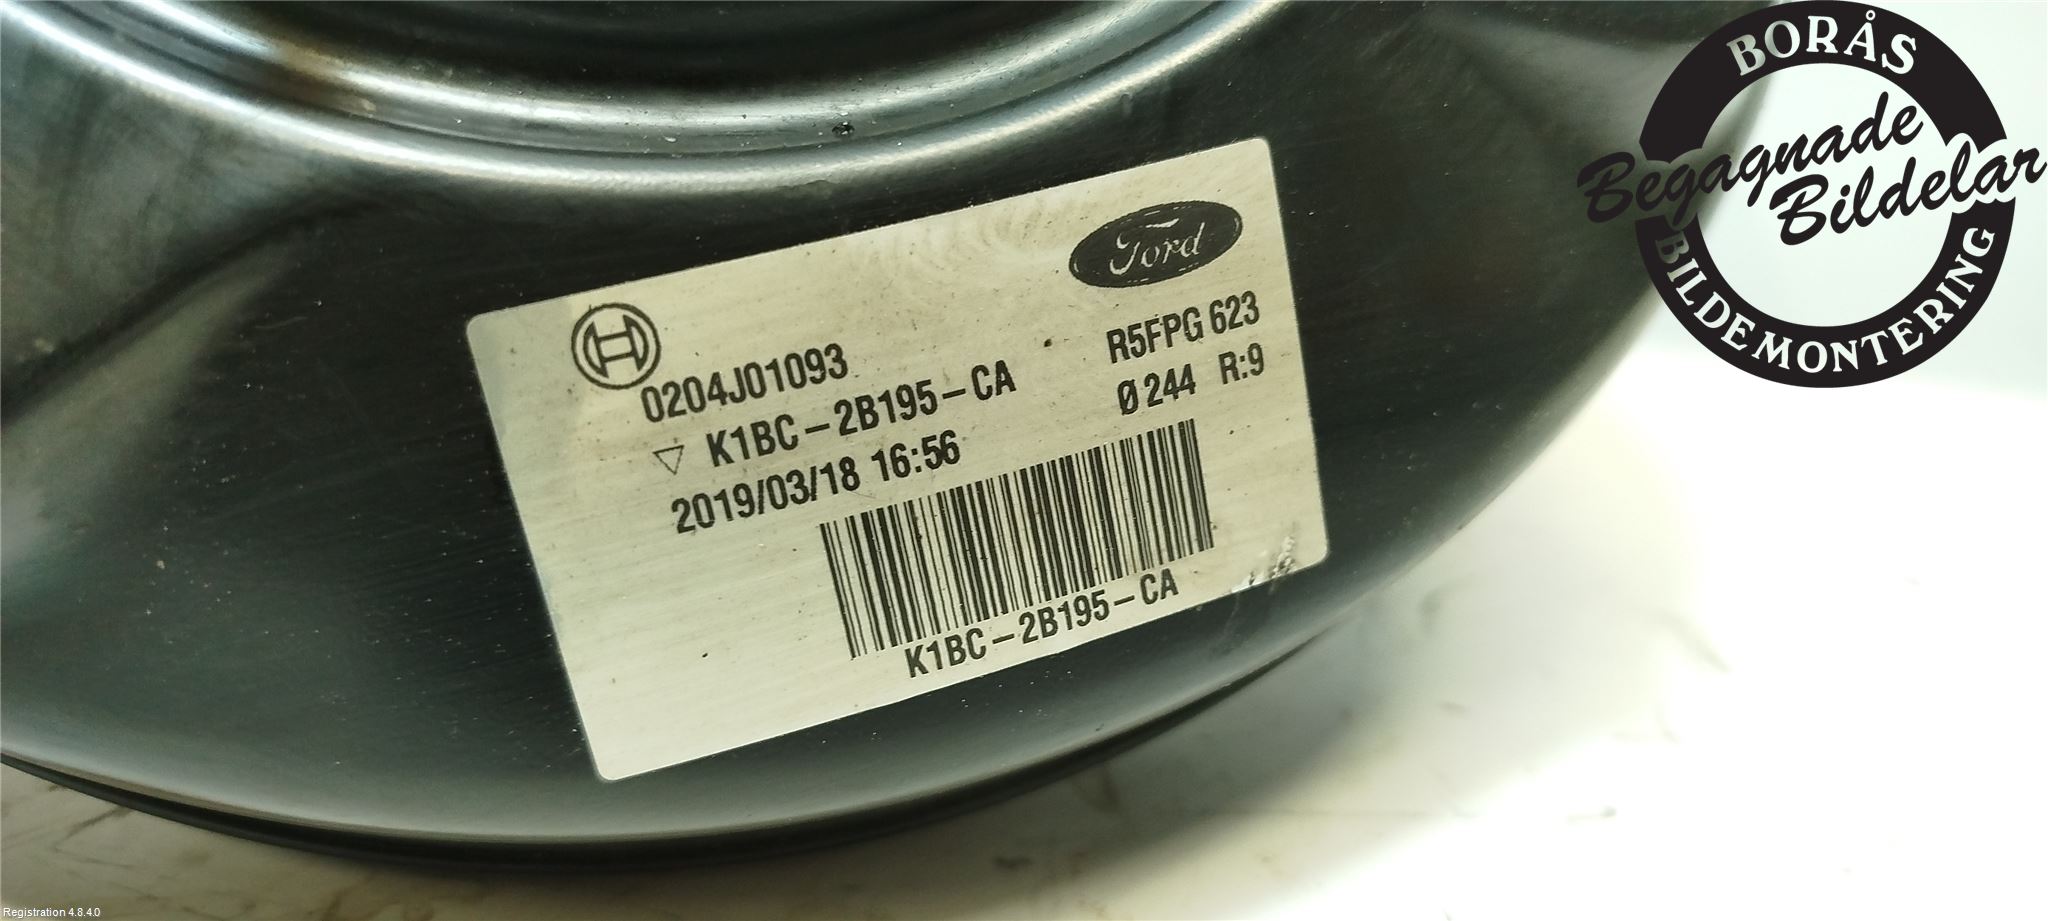 BORÅS
Begagnade
Bildelar
BILDEMONTERING
Ford
0204J01093
R5FPG 623
K1BC-2B195-CA
Ø 244 R:9
2019/03/18 16:56
K1BC-2B195-CA
Registration 4.8.4.0